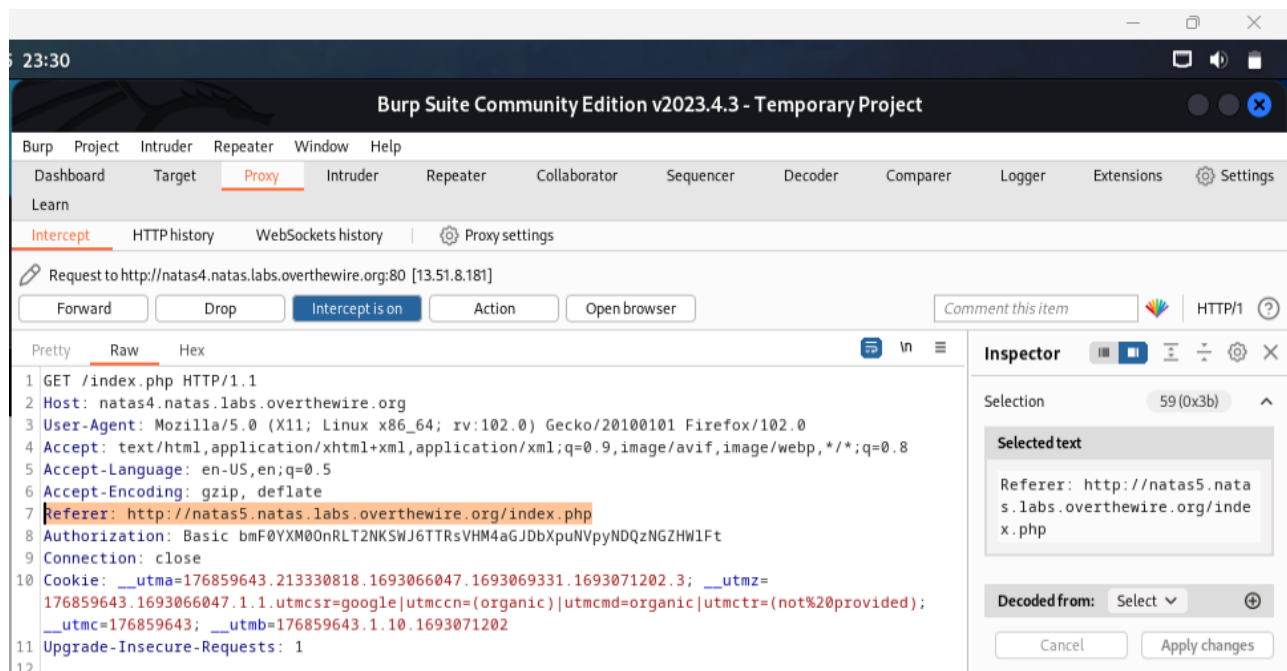 23:30
Burp Suite Community Edition v2023.4.3 - Temporary Project
Burp Project Intruder Repeater Window Help
Dashboard Target Proxy Intruder Repeater Collaborator Sequencer Decoder Comparer Logger Extensions Settings
Learn
Intercept HTTP history WebSockets history Proxy settings
Request to http://natas4.natas.labs.overthewire.org:80 [13.51.8.181]
Forward Drop Intercept is on Action Open browser Comment this item HTTP/1 ?
Pretty Raw Hex \n
Inspector
1 GET /index.php HTTP/1.1
2 Host: natas4.natas.labs.overthewire.org
3 User-Agent: Mozilla/5.0 (X11; Linux x86_64; rv:102.0) Gecko/20100101 Firefox/102.0
4 Accept: text/html,application/xhtml+xml,application/xml;q=0.9,image/avif,image/webp,*/*;q=0.8
5 Accept-Language: en-US,en;q=0.5
6 Accept-Encoding: gzip, deflate
7 Referer: http://natas5.natas.labs.overthewire.org/index.php
8 Authorization: Basic bmF0YXM0OnRLT2NKSWJ6TTRsVHM4aGJDbXpuNVpyNDQzNGZHWlFt
9 Connection: close
10 Cookie: __utma=176859643.213330818.1693066047.1693069331.1693071202.3; __utmz=
176859643.1693066047.1.1.utmcsr=google|utmccn=(organic)|utmcmd=organic|utmctr=(not%20provided);
__utmc=176859643; __utmb=176859643.1.10.1693071202
11 Upgrade-Insecure-Requests: 1
12
Selection 59 (0x3b)
Selected text
Referer: http://natas5.nata
s.labs.overthewire.org/inde
x.php
Decoded from: Select
Cancel Apply changes